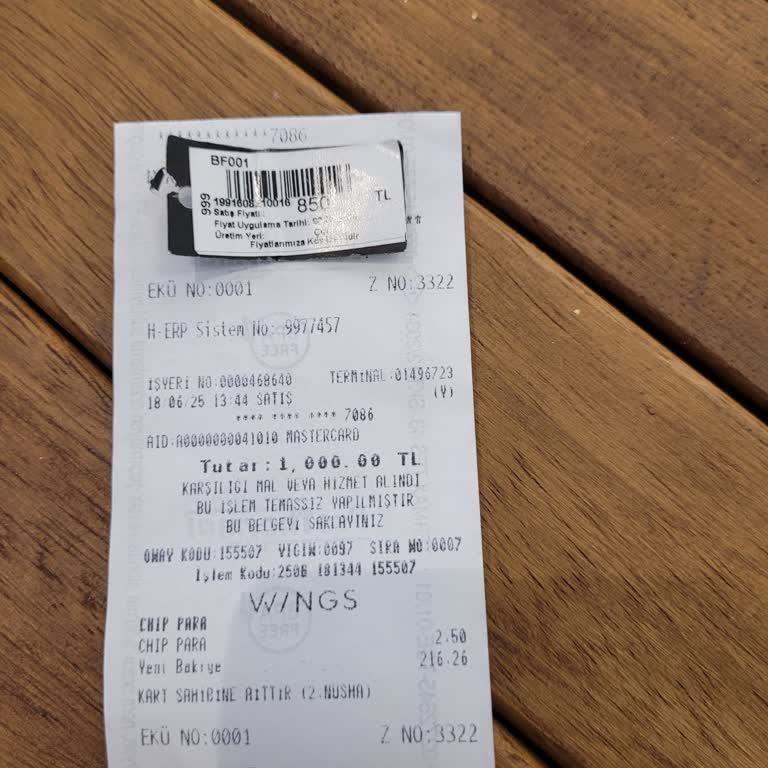 ************7086
BF001
999
1991608 10016 850 TL
Satış Fiyatı :
Fiyat Uygulama Tarihi:
Üretim Yeri:
Fiyatlarımıza
**
EKÜ NO:0001 Z NO:3322
H-ERP Sistem No: 9977457
İŞYERİ NO:0000468640 TERMİNAL:01496723
18/06/25 13:44 SATIŞ (Y)
**** **** **** 7086
AID:A0000000041010 MASTERCARD
Tutar:1,000.00 TL
KARŞILIĞI MAL VEYA HİZMET ALINDI
BU İŞLEM TEMASSIZ YAPILMIŞTIR
BU BELGEYİ SAKLAYINIZ
ONAY KODU:155507 VİGİN:0097 SIRA NO:0007
İşlem Kodu:2506 181344 155507
WINGS
CHIP PARA
CHIP PARA 2.50
Yeni Bakiye 216.26
KART SAHİBİNE AİTTİR (2.NUSHA)
EKÜ NO:0001 Z NO:3322